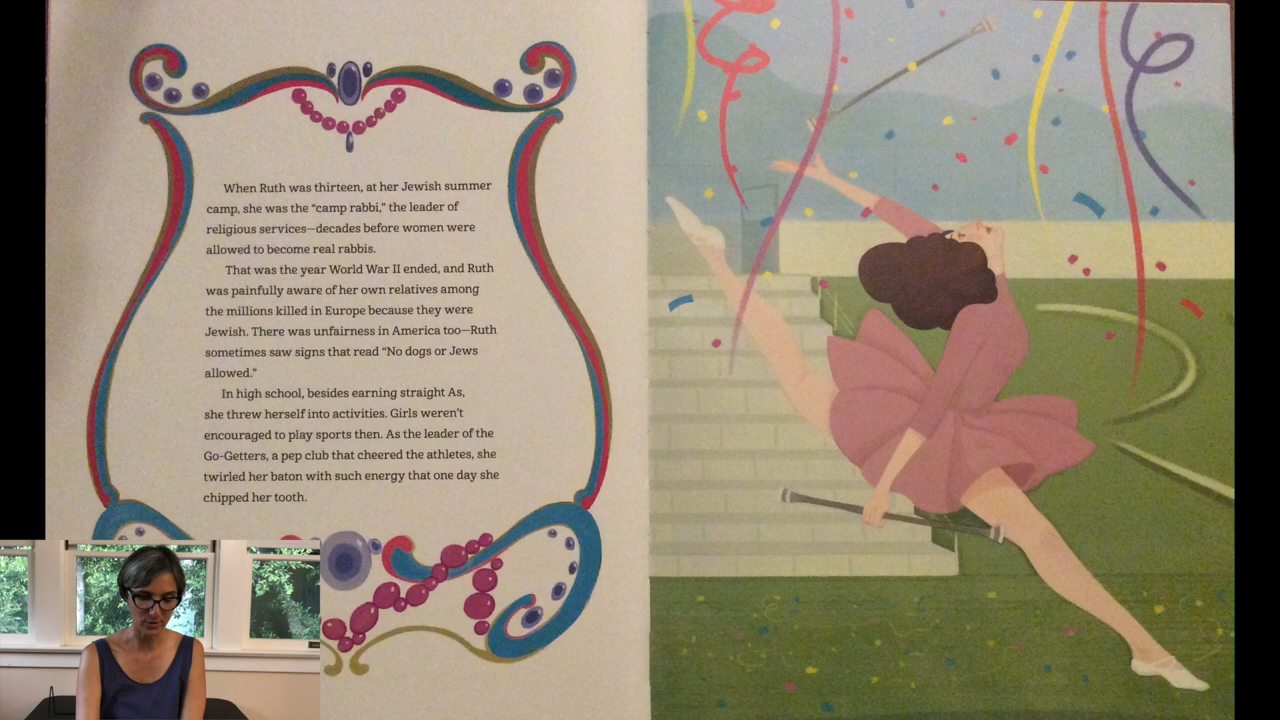 When Ruth was thirteen, at her Jewish summer
camp, she was the “camp rabbi,” the leader of
religious services—decades before women were
allowed to become real rabbis.
That was the year World War II ended, and Ruth
was painfully aware of her own relatives among
the millions killed in Europe because they were
Jewish. There was unfairness in America too—Ruth
sometimes saw signs that read “No dogs or Jews
allowed.”
In high school, besides earning straight As,
she threw herself into activities. Girls weren’t
encouraged to play sports then. As the leader of the
Go-Getters, a pep club that cheered the athletes, she
twirled her baton with such energy that one day she
chipped her tooth.